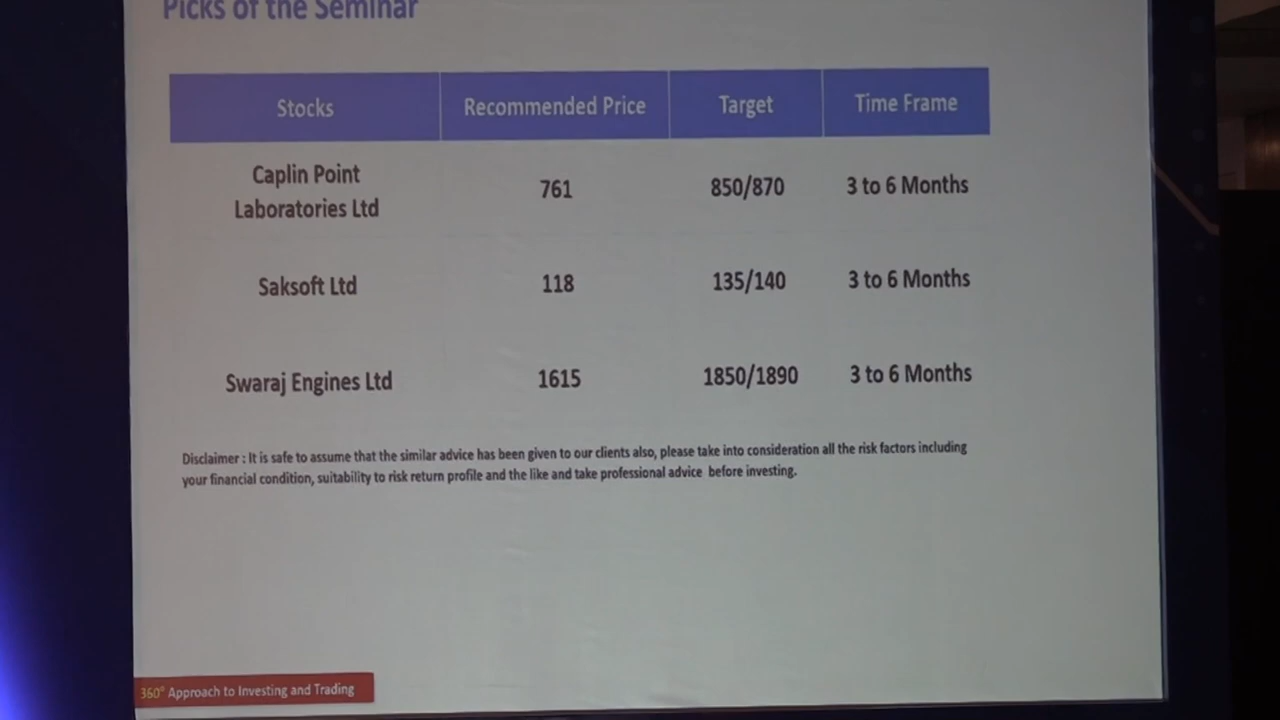 Picks of the Seminar
Stocks Recommended Price Target Time Frame
Caplin Point
Laboratories Ltd 761 850/870 3 to 6 Months
Saksoft Ltd 118 135/140 3 to 6 Months
Swaraj Engines Ltd 1615 1850/1890 3 to 6 Months
Disclaimer : It is safe to assume that the similar advice has been given to our clients also, please take into consideration all the risk factors including
your financial condition, suitability to risk return profile and the like and take professional advice before investing.
360° Approach to Investing and Trading